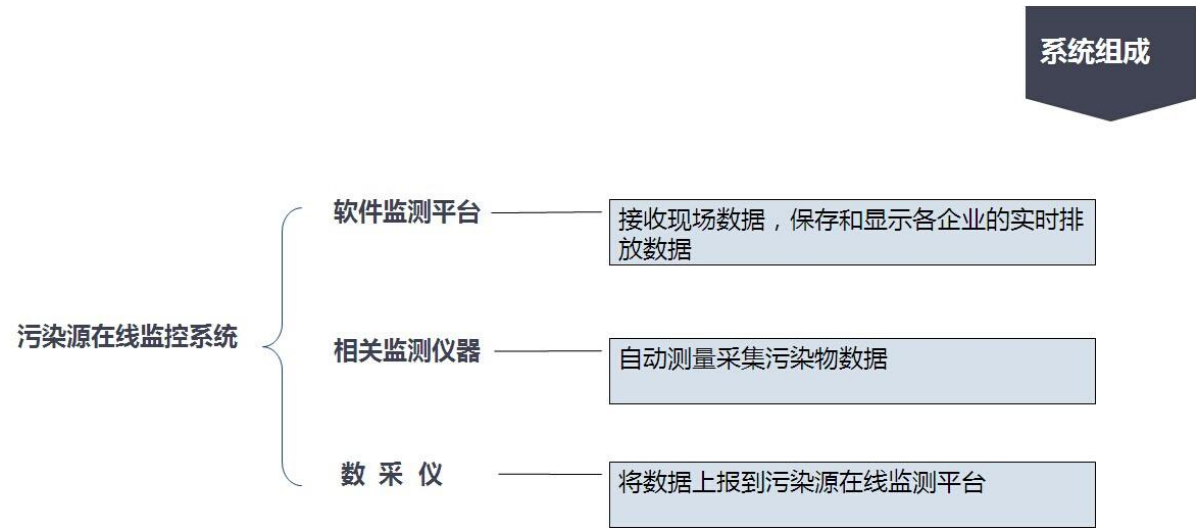 系统组成
软件监测平台
接收现场数据，保存和显示各企业的实时排
放数据
污染源在线监控系统
相关监测仪器
自动测量采集污染物数据
数 采 仪
将数据上报到污染源在线监测平台